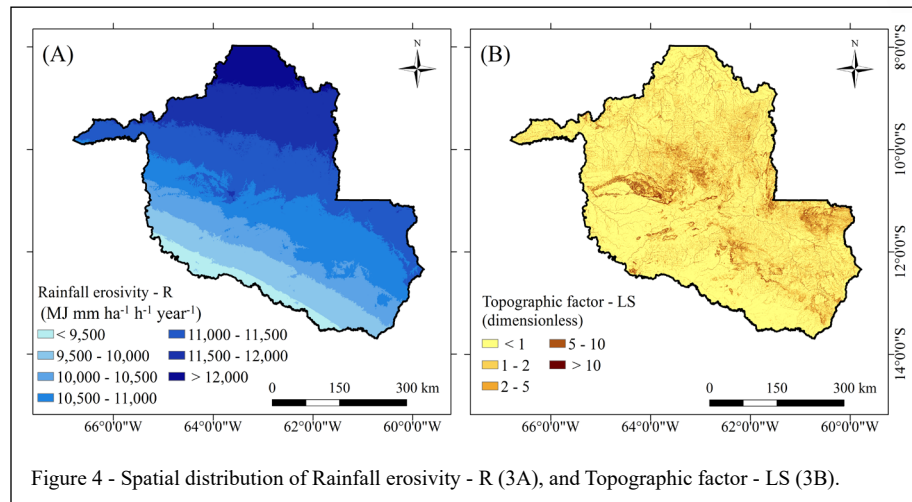 (A)
N
Rainfall erosivity - R
(MJ mm ha⁻¹ h⁻¹ year⁻¹)
< 9,500
9,500 - 10,000
10,000 - 10,500
10,500 - 11,000
11,000 - 11,500
11,500 - 12,000
> 12,000
0 150 300 km
66°0'0"W 64°0'0"W 62°0'0"W 60°0'0"W
(B)
N
Topographic factor - LS
(dimensionless)
< 1
1 - 2
2 - 5
5 - 10
> 10
0 150 300 km
66°0'0"W 64°0'0"W 62°0'0"W 60°0'0"W
8°0'0"S
10°0'0"S
12°0'0"S
14°0'0"S
Figure 4 - Spatial distribution of Rainfall erosivity - R (3A), and Topographic factor - LS (3B).